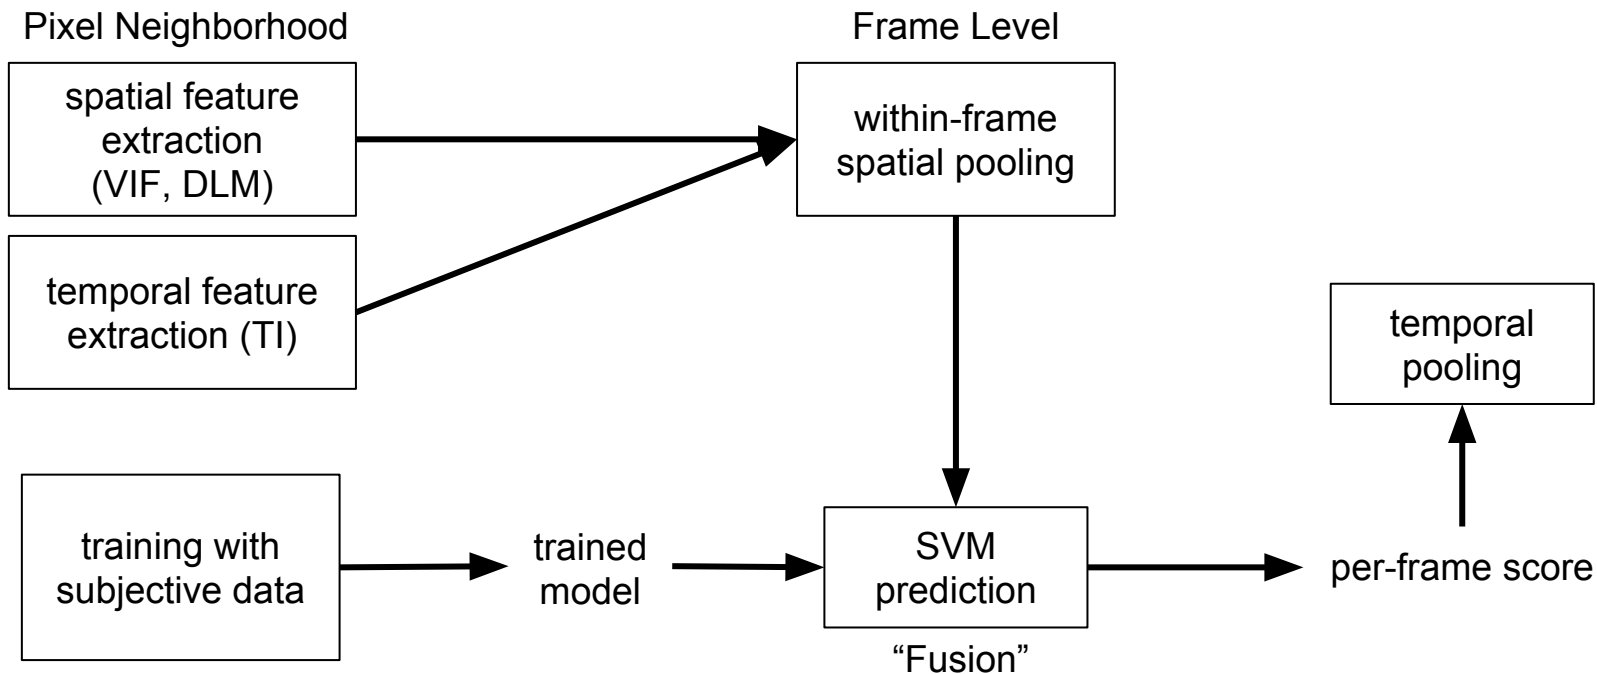 Pixel Neighborhood
Frame Level
spatial feature
extraction
(VIF, DLM)
within-frame
spatial pooling
temporal feature
extraction (TI)
temporal
pooling
training with
subjective data
trained
model
SVM
prediction
per-frame score
“Fusion”